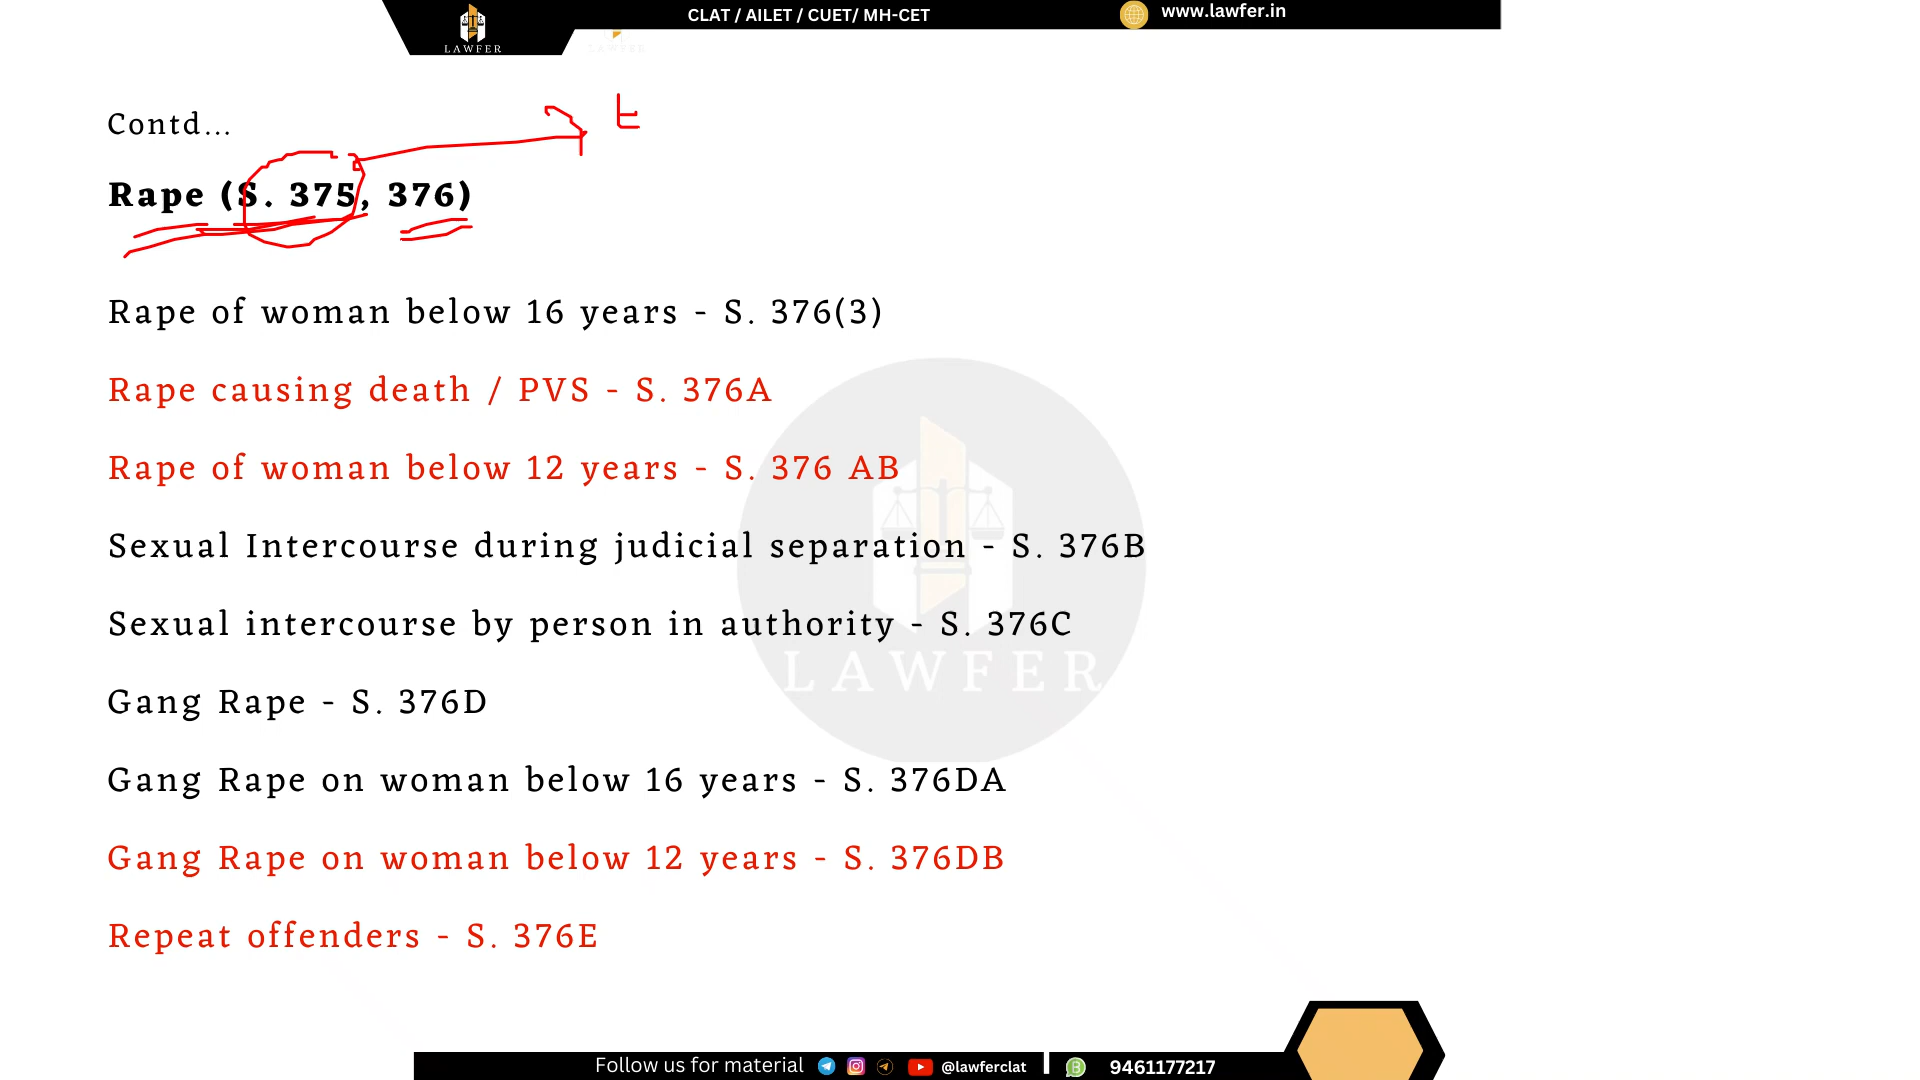 CLAT / AILET / CUET/ MH-CET
www.lawfer.in
LAWFER
LAWFER
Contd...
Rape (S. 375, 376)
Rape of woman below 16 years - S. 376(3)
Rape causing death / PVS - S. 376A
Rape of woman below 12 years - S. 376 AB
Sexual Intercourse during judicial separation - S. 376B
Sexual intercourse by person in authority - S. 376C
LAWFER
Gang Rape - S. 376D
Gang Rape on woman below 16 years - S. 376DA
Gang Rape on woman below 12 years - S. 376DB
Repeat offenders - S. 376E
Follow us for material
@lawferclat
9461177217